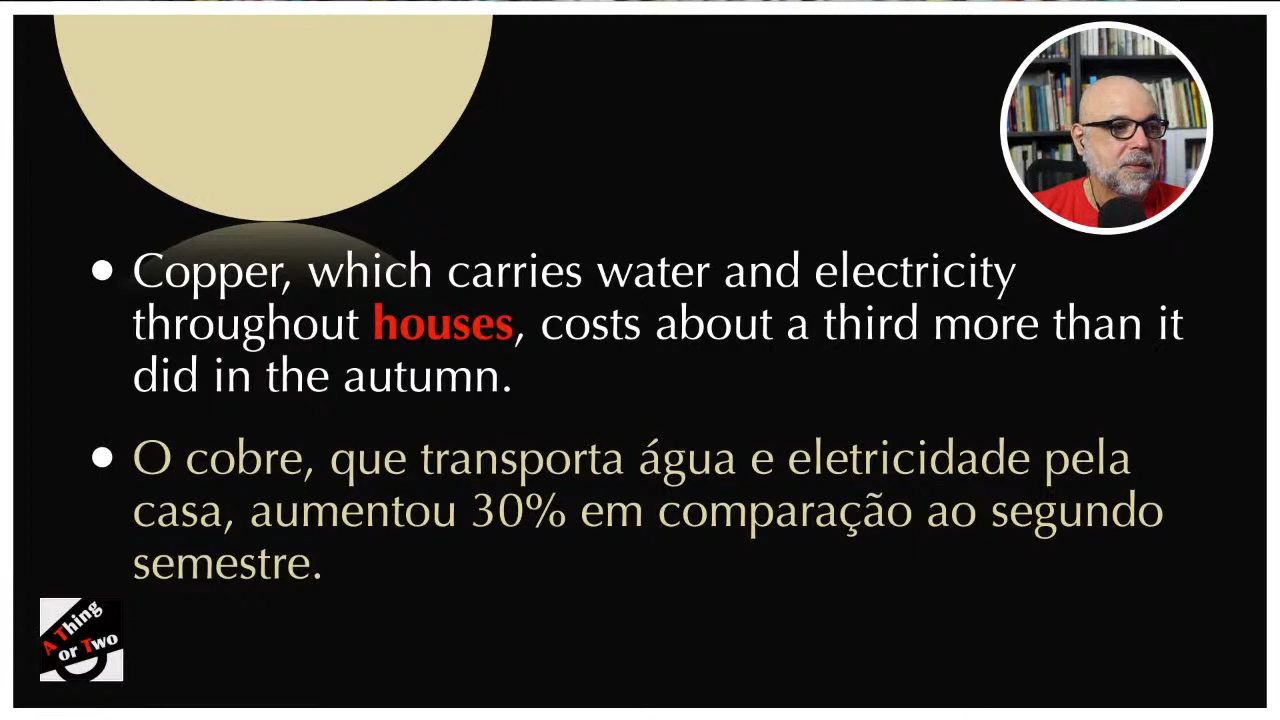 Copper, which carries water and electricity
throughout houses, costs about a third more than it
did in the autumn.
O cobre, que transporta água e eletricidade pela
casa, aumentou 30% em comparação ao segundo
semestre.
A Thing
or Two